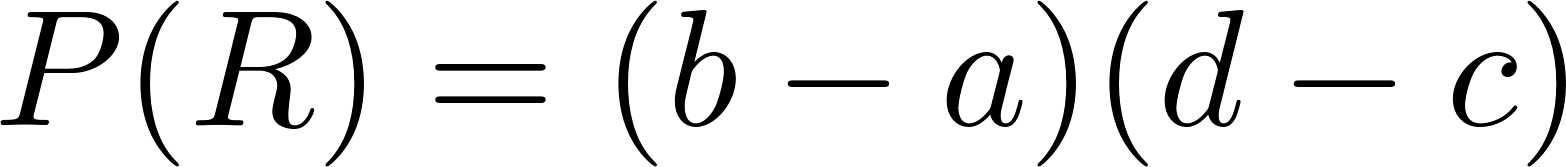 P(R) = (b − a)(d − c)